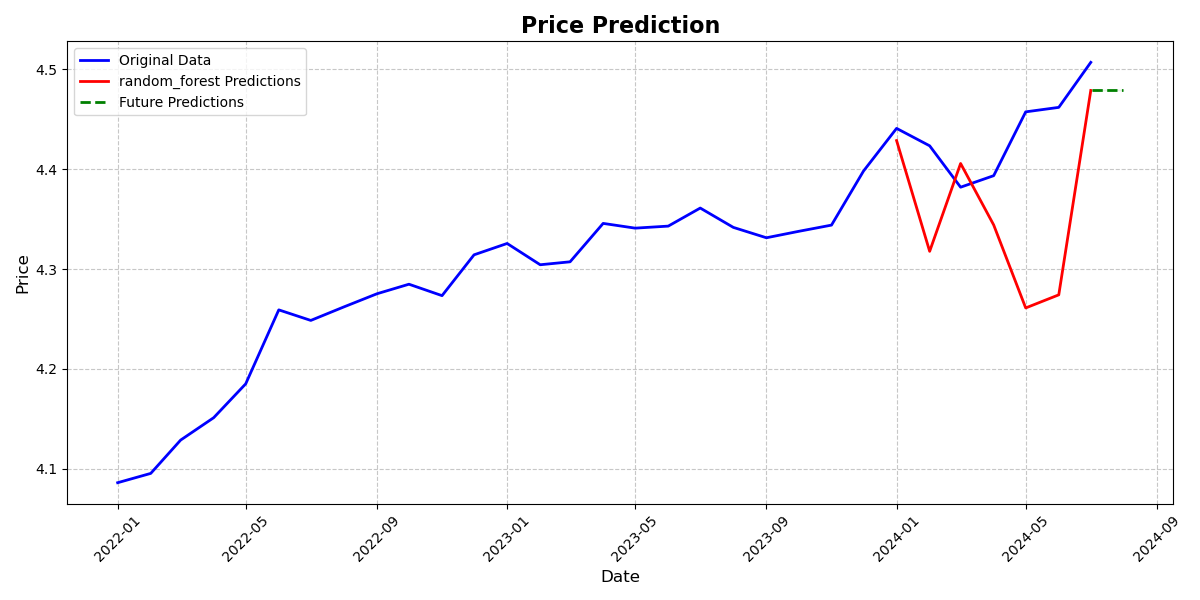 Price Prediction
Original Data
random_forest Predictions
Future Predictions
Price
4.5
4.4
4.3
4.2
4.1
2022-01
2022-05
2022-09
2023-01
2023-05
2023-09
2024-01
2024-05
2024-09
Date